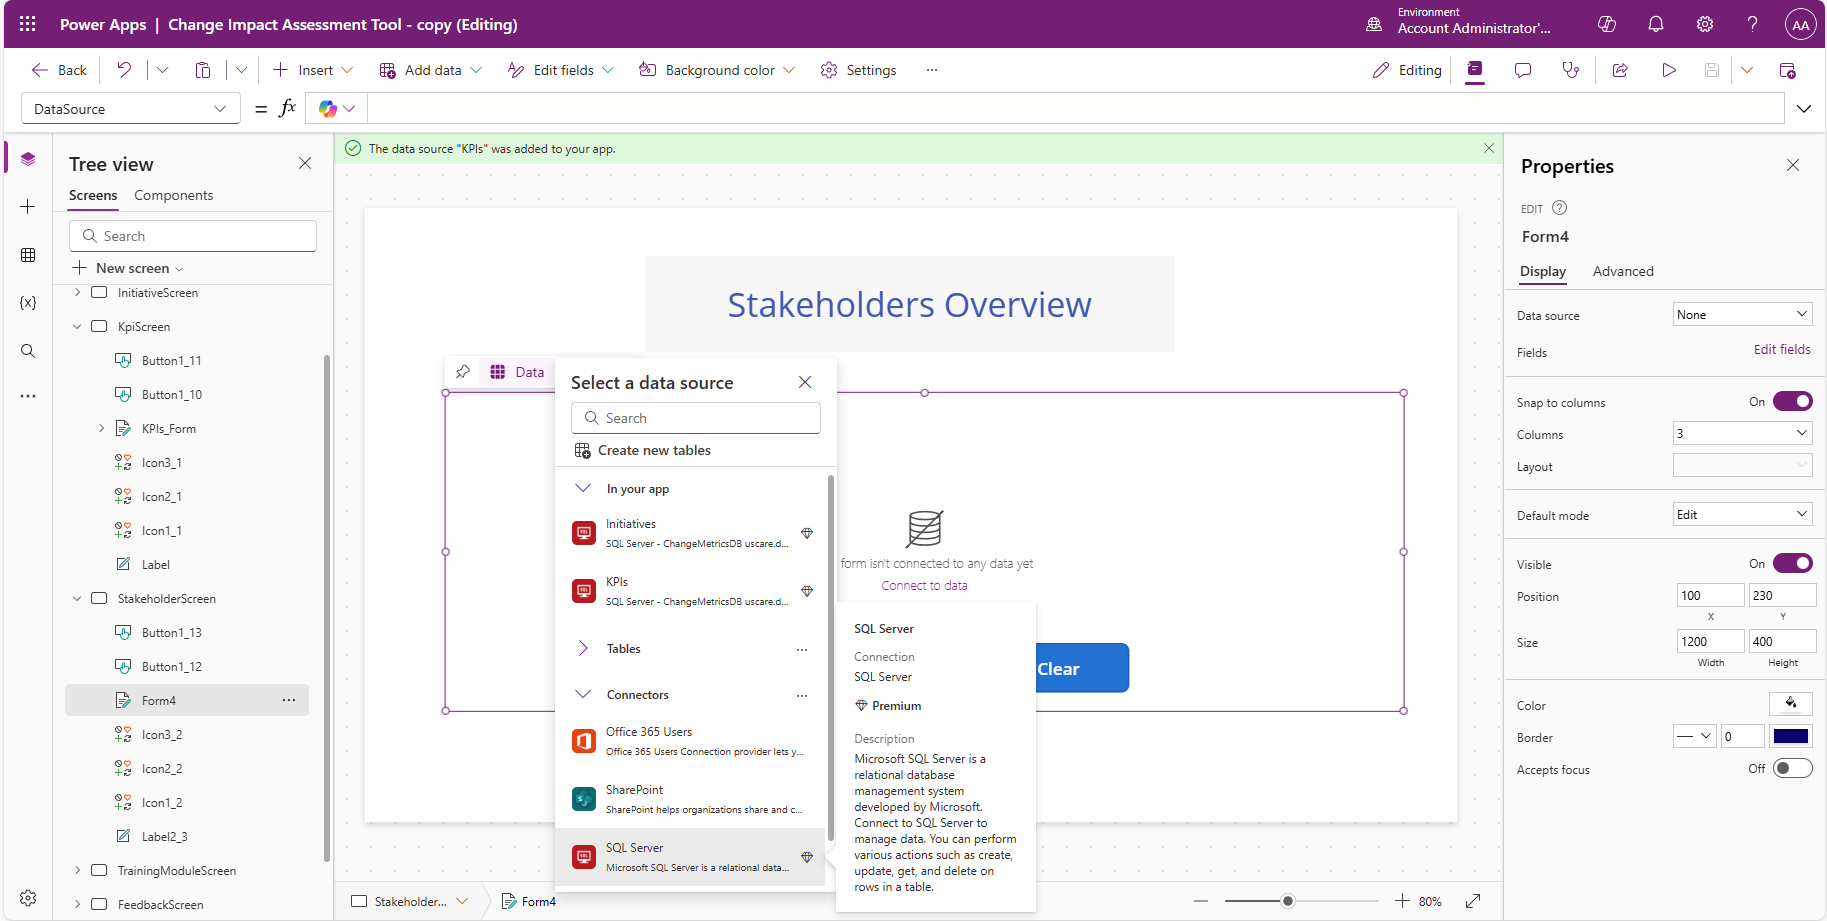 Power Apps | Change Impact Assessment Tool - copy (Editing)
Environment
Account Administrator'...
AA
Back
Insert
Add data
Edit fields
Background color
Settings
...
Editing
DataSource
= fx
Tree view
Screens
Components
Search
New screen
InitiativeScreen
KpiScreen
Button1_11
Button1_10
KPIs_Form
Icon3_1
Icon2_1
Icon1_1
Label
StakeholderScreen
Button1_13
Button1_12
Form4
...
Icon3_2
Icon2_2
Icon1_2
Label2_3
TrainingModuleScreen
FeedbackScreen
The data source "KPIs" was added to your app.
Stakeholders Overview
Data
Select a data source
Search
Create new tables
In your app
Initiatives
SQL Server - ChangeMetricsDB uscare.d...
KPIs
SQL Server - ChangeMetricsDB uscare.d...
Tables
...
Connectors
...
Office 365 Users
Office 365 Users Connection provider lets y...
SharePoint
SharePoint helps organizations share and c...
SQL Server
Microsoft SQL Server is a relational data...
form isn't connected to any data yet
Connect to data
Clear
SQL Server
Connection
SQL Server
Premium
Description
Microsoft SQL Server is a
relational database
management system
developed by Microsoft.
Connect to SQL Server to
manage data. You can perform
various actions such as create,
update, get, and delete on
rows in a table.
Stakeholder...
Form4
80%
Properties
EDIT
Form4
Display
Advanced
Data source
None
Fields
Edit fields
Snap to columns
On
Columns
3
Layout
Default mode
Edit
Visible
On
Position
100
230
X
Y
Size
1200
400
Width
Height
Color
Border
0
Accepts focus
Off